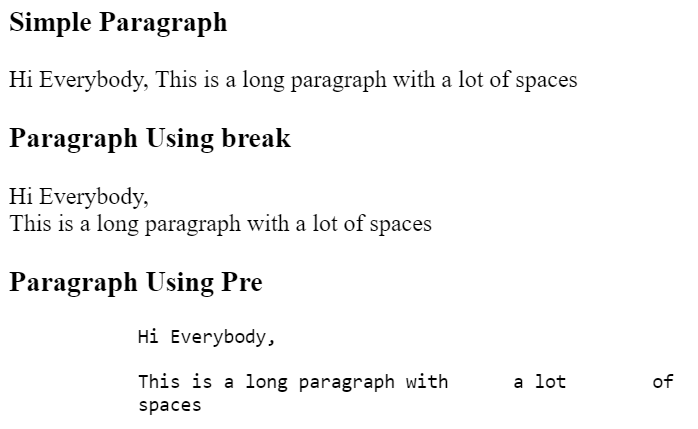 Simple Paragraph
Hi Everybody, This is a long paragraph with a lot of spaces
Paragraph Using break
Hi Everybody,
This is a long paragraph with a lot of spaces
Paragraph Using Pre
            Hi Everybody,
            This is a long paragraph with      a lot        of
            spaces